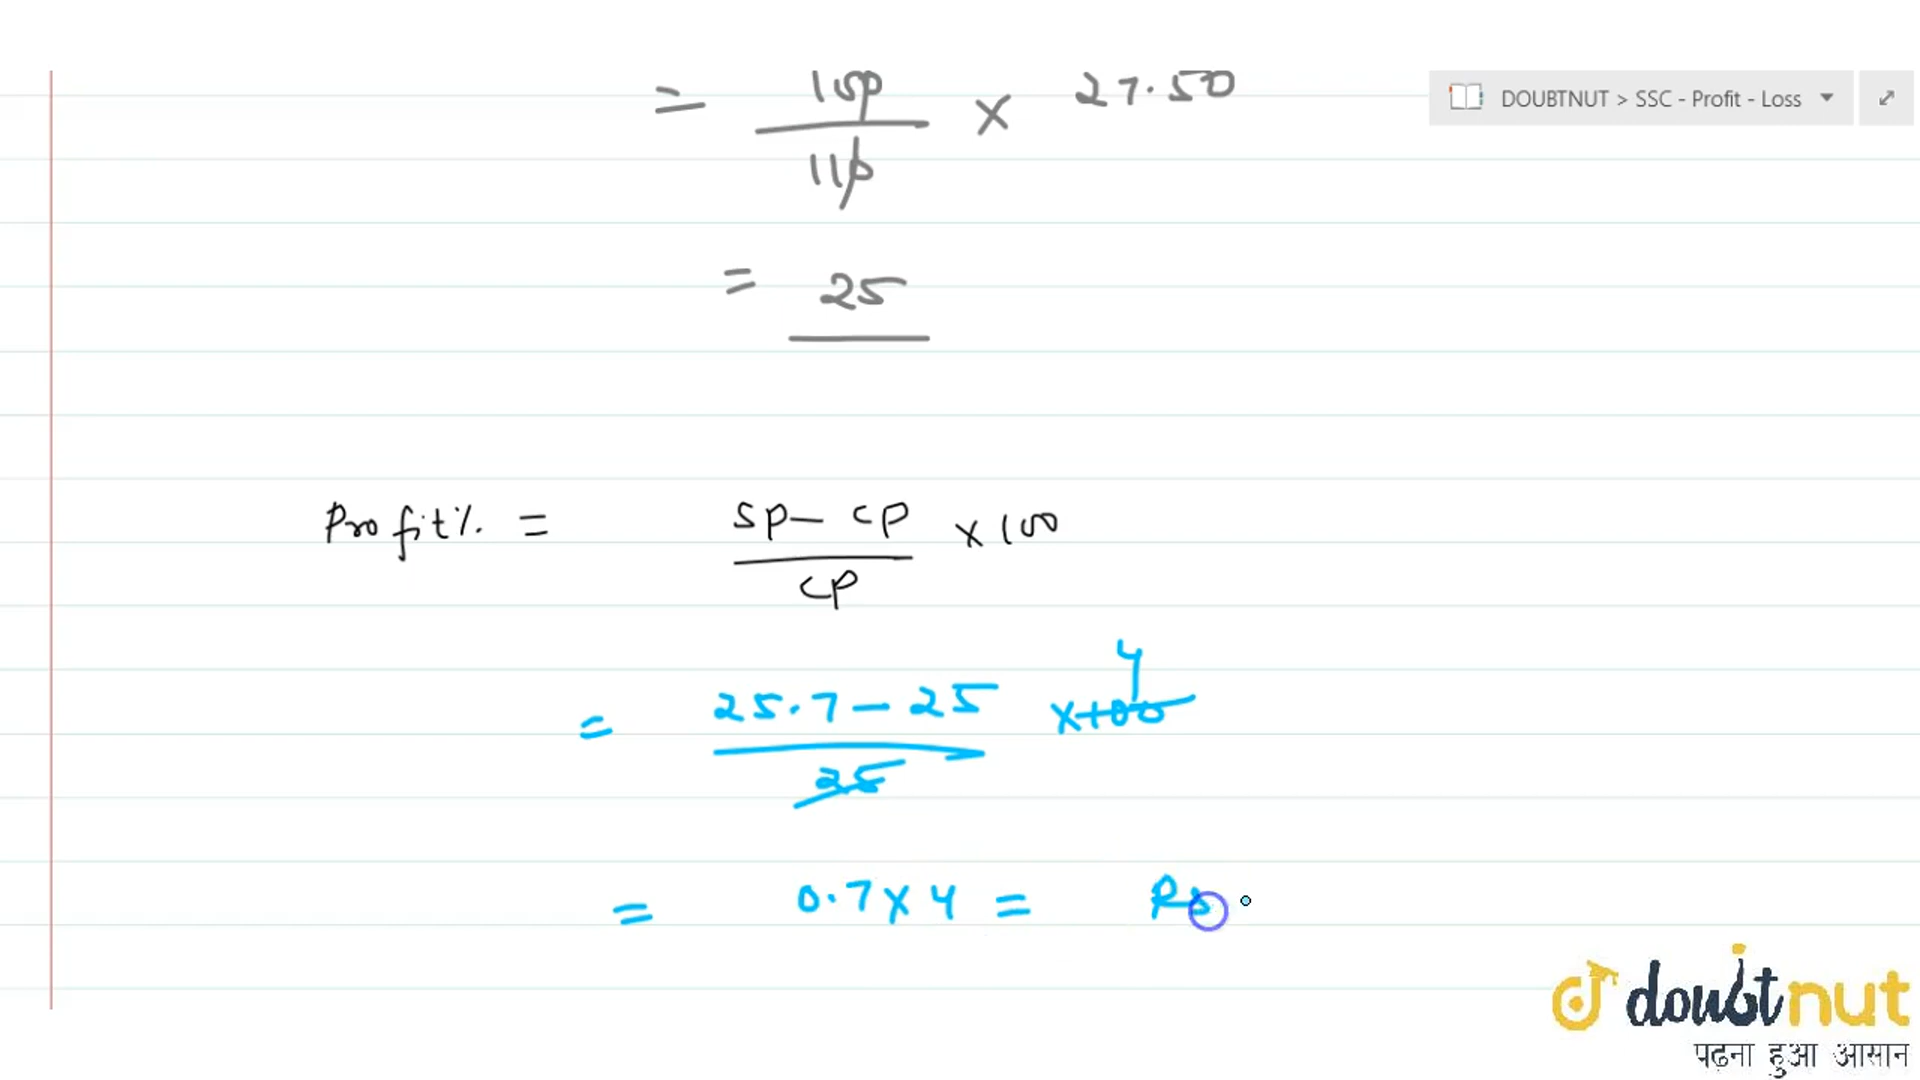 = 100/110 × 27.50
DOUBTNUT > SSC - Profit - Loss
= 25
Profit% = SP - CP / CP × 100
= 25.7 - 25 / 25 × 100 4
= 0.7 × 4 = Rs
doubtnut
पढ़ना हुआ आसान